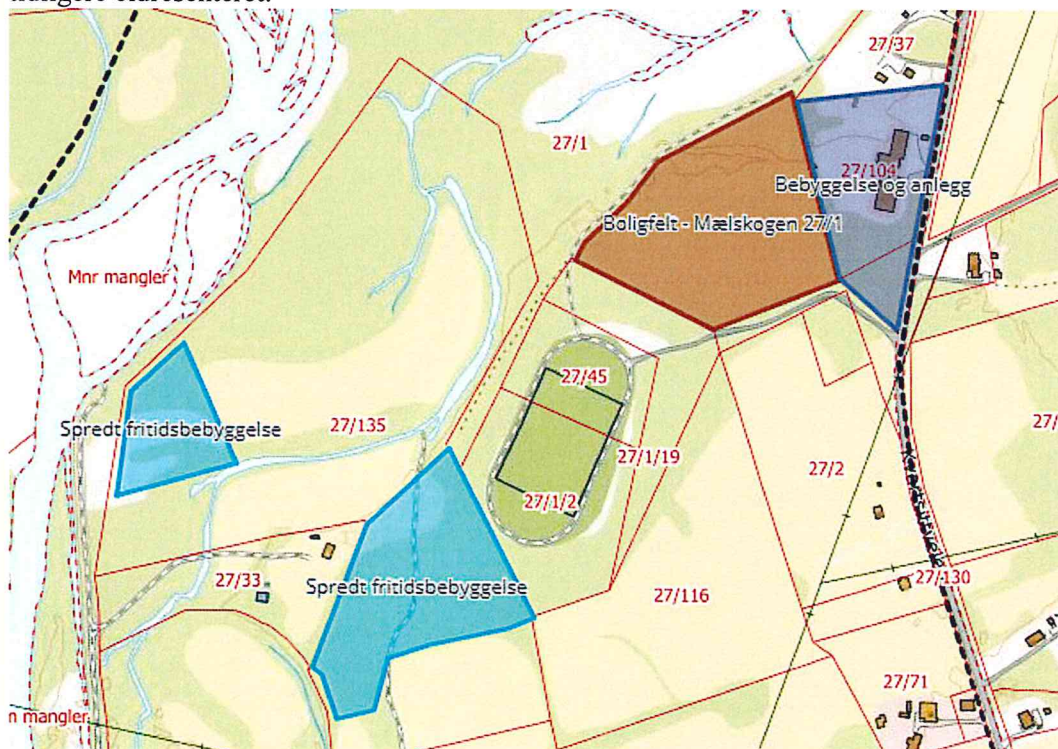 27/37
27/1
27/104
Bebyggelse og anlegg
Boligfelt - Mælskogen 27/1
Mnr mangler
27/45
Spredt fritidsbebyggelse
27/135
27/
27/1/19
27/2
27/1/2
27/33
Spredt fritidsbebyggelse
27/116
27/130
27/71
n mangler